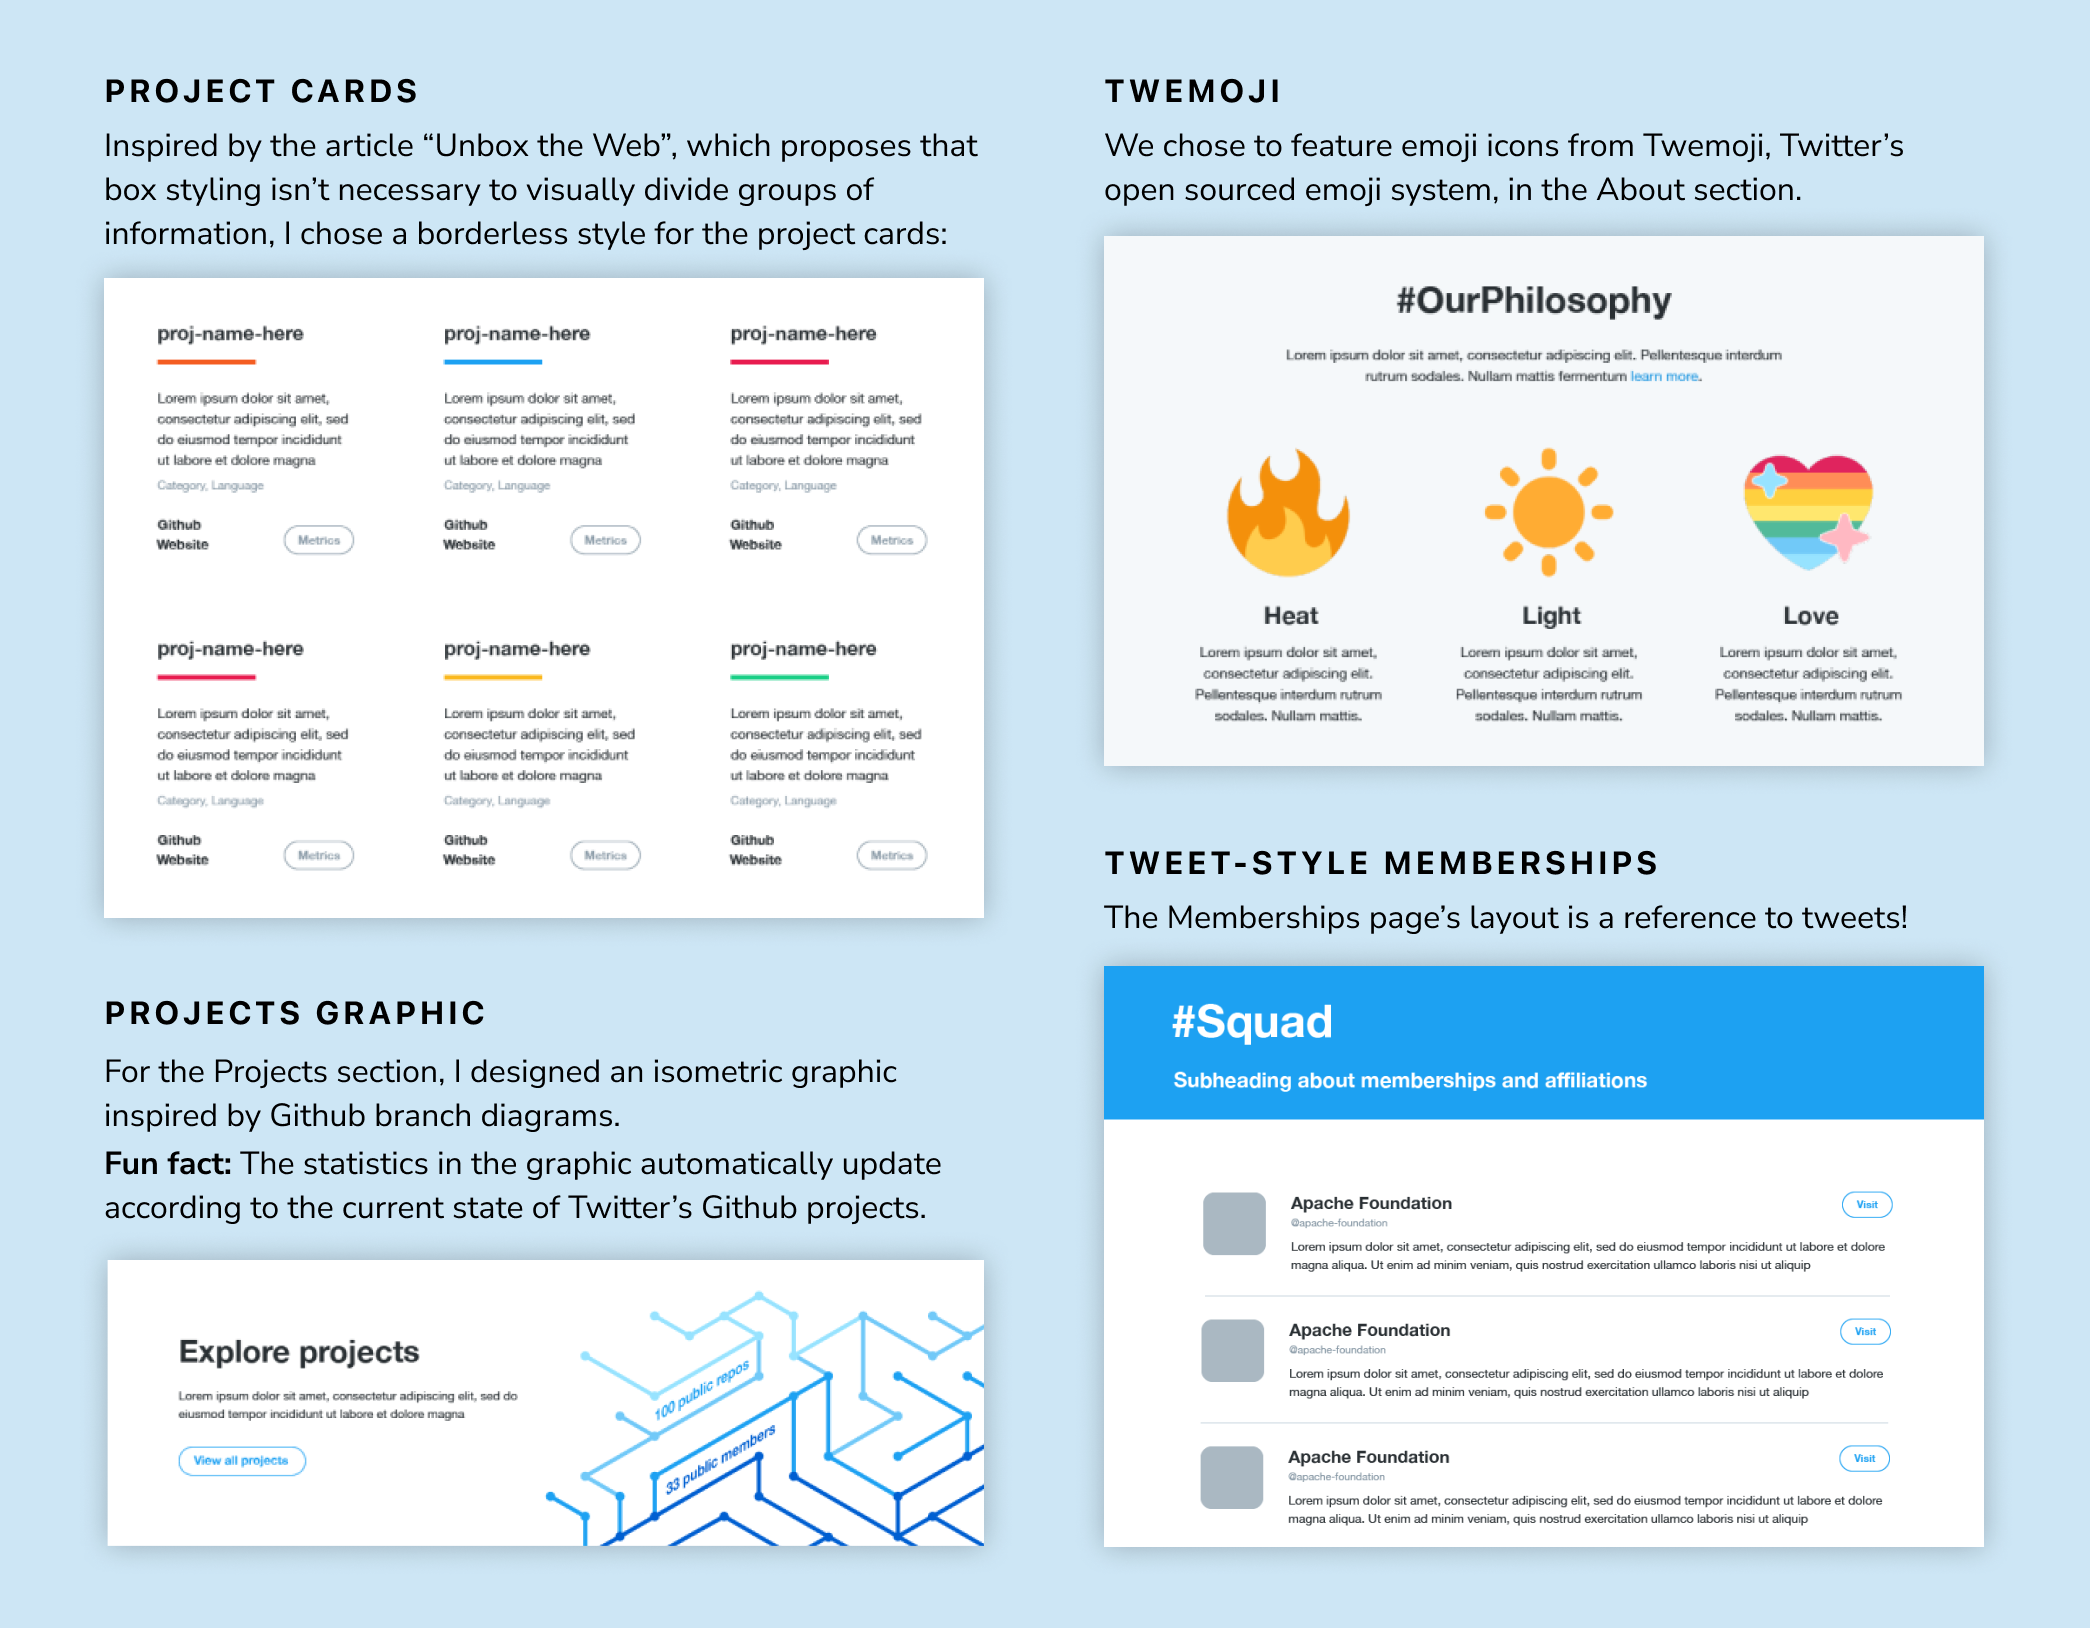 PROJECT CARDS
Inspired by the article “Unbox the Web”, which proposes that
box styling isn’t necessary to visually divide groups of
information, I chose a borderless style for the project cards:
proj-name-here
Lorem ipsum dolor sit amet,
consectetur adipiscing elit, sed
do eiusmod tempor incididunt
ut labore et dolore magna
Category, Language
Github
Website
Metrics
proj-name-here
Lorem ipsum dolor sit amet,
consectetur adipiscing elit, sed
do eiusmod tempor incididunt
ut labore et dolore magna
Category, Language
Github
Website
Metrics
proj-name-here
Lorem ipsum dolor sit amet,
consectetur adipiscing elit, sed
do eiusmod tempor incididunt
ut labore et dolore magna
Category, Language
Github
Website
Metrics
proj-name-here
Lorem ipsum dolor sit amet,
consectetur adipiscing elit, sed
do eiusmod tempor incididunt
ut labore et dolore magna
Category, Language
Github
Website
Metrics
proj-name-here
Lorem ipsum dolor sit amet,
consectetur adipiscing elit, sed
do eiusmod tempor incididunt
ut labore et dolore magna
Category, Language
Github
Website
Metrics
proj-name-here
Lorem ipsum dolor sit amet,
consectetur adipiscing elit, sed
do eiusmod tempor incididunt
ut labore et dolore magna
Category, Language
Github
Website
Metrics
PROJECTS GRAPHIC
For the Projects section, I designed an isometric graphic
inspired by Github branch diagrams.
Fun fact: The statistics in the graphic automatically update
according to the current state of Twitter’s Github projects.
Explore projects
Lorem ipsum dolor sit amet, consectetur adipiscing elit, sed do
eiusmod tempor incididunt ut labore et dolore magna
View all projects
100 public repos
33 public members
TWEMOJI
We chose to feature emoji icons from Twemoji, Twitter’s
open sourced emoji system, in the About section.
#OurPhilosophy
Lorem ipsum dolor sit amet, consectetur adipiscing elit. Pellentesque interdum
rutrum sodales. Nullam mattis fermentum learn more.
Heat
Lorem ipsum dolor sit amet,
consectetur adipiscing elit.
Pellentesque interdum rutrum
sodales. Nullam mattis.
Light
Lorem ipsum dolor sit amet,
consectetur adipiscing elit.
Pellentesque interdum rutrum
sodales. Nullam mattis.
Love
Lorem ipsum dolor sit amet,
consectetur adipiscing elit.
Pellentesque interdum rutrum
sodales. Nullam mattis.
TWEET-STYLE MEMBERSHIPS
The Memberships page’s layout is a reference to tweets!
#Squad
Subheading about memberships and affiliations
Apache Foundation
@apache-foundation
Visit
Lorem ipsum dolor sit amet, consectetur adipiscing elit, sed do eiusmod tempor incididunt ut labore et dolore
magna aliqua. Ut enim ad minim veniam, quis nostrud exercitation ullamco laboris nisi ut aliquip
Apache Foundation
@apache-foundation
Visit
Lorem ipsum dolor sit amet, consectetur adipiscing elit, sed do eiusmod tempor incididunt ut labore et dolore
magna aliqua. Ut enim ad minim veniam, quis nostrud exercitation ullamco laboris nisi ut aliquip
Apache Foundation
@apache-foundation
Visit
Lorem ipsum dolor sit amet, consectetur adipiscing elit, sed do eiusmod tempor incididunt ut labore et dolore
magna aliqua. Ut enim ad minim veniam, quis nostrud exercitation ullamco laboris nisi ut aliquip